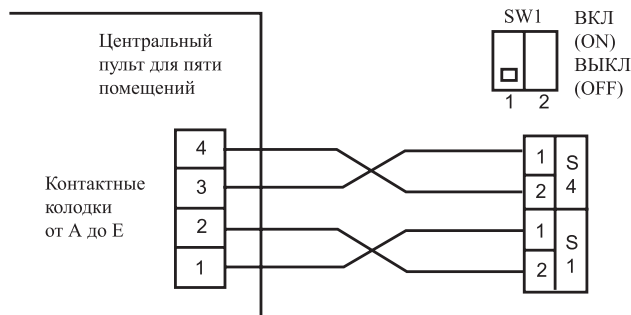 SW1
ВКЛ
(ON)
ВЫКЛ
(OFF)
1 2
Центральный
пульт для пяти
помещений
Контактные
колодки
от А до Е
4
3
2
1
1
2
S
4
1
2
S
1